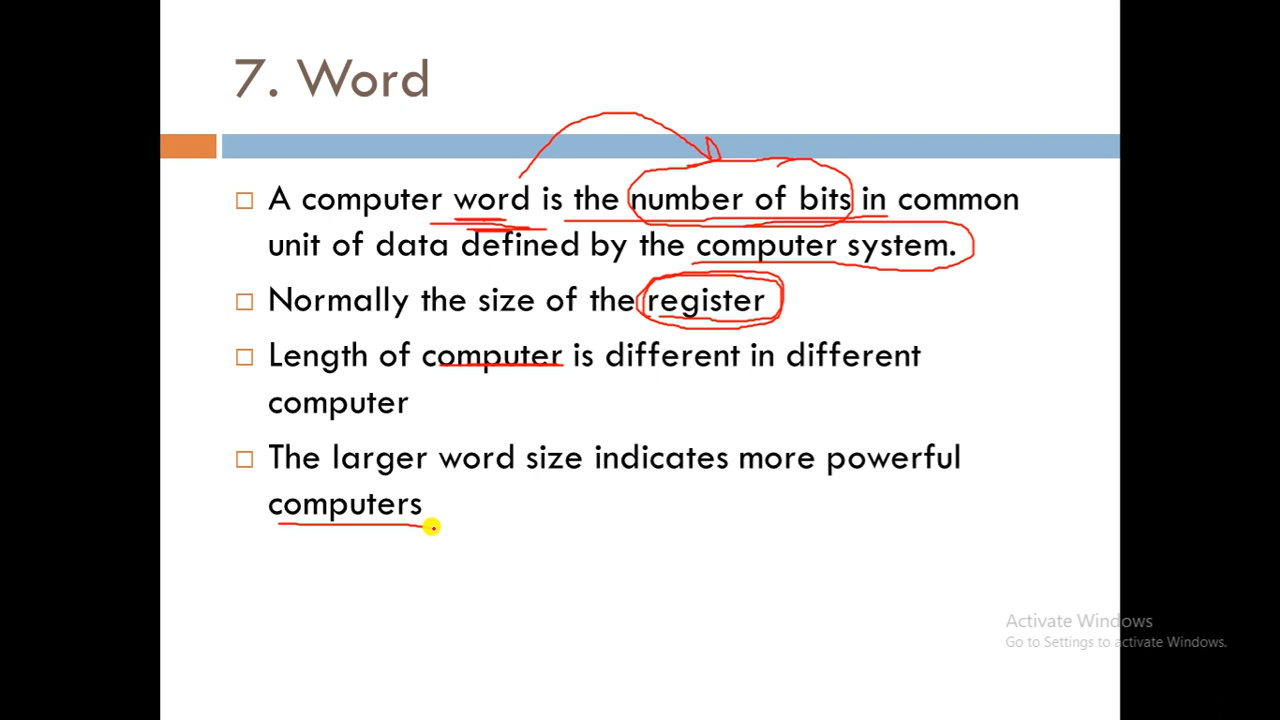 7. Word
A computer word is the number of bits in common
unit of data defined by the computer system.
Normally the size of the register
Length of computer is different in different
computer
The larger word size indicates more powerful
computers
Activate Windows
Go to Settings to activate Windows.